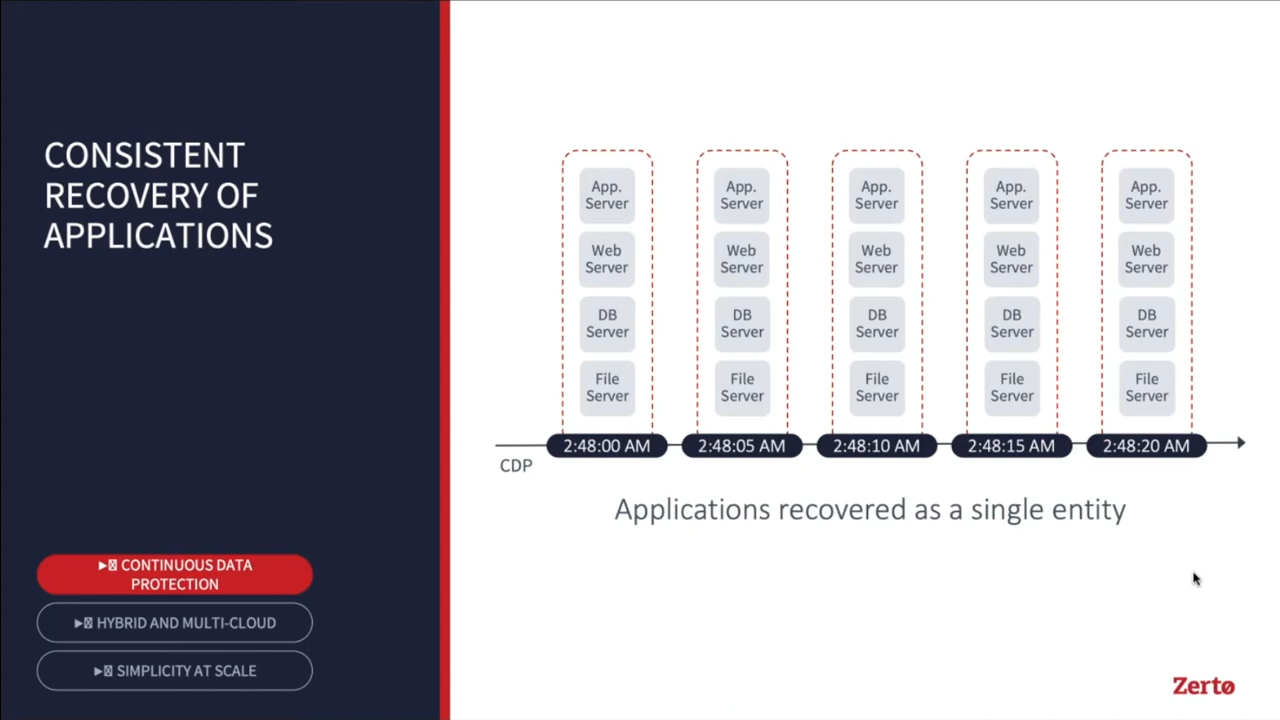 CONSISTENT
RECOVERY OF
APPLICATIONS
CONTINUOUS DATA
PROTECTION
HYBRID AND MULTI-CLOUD
SIMPLICITY AT SCALE
App.
Server
Web
Server
DB
Server
File
Server
2:48:00 AM
App.
Server
Web
Server
DB
Server
File
Server
2:48:05 AM
App.
Server
Web
Server
DB
Server
File
Server
2:48:10 AM
App.
Server
Web
Server
DB
Server
File
Server
2:48:15 AM
App.
Server
Web
Server
DB
Server
File
Server
2:48:20 AM
CDP
Applications recovered as a single entity
Zerto